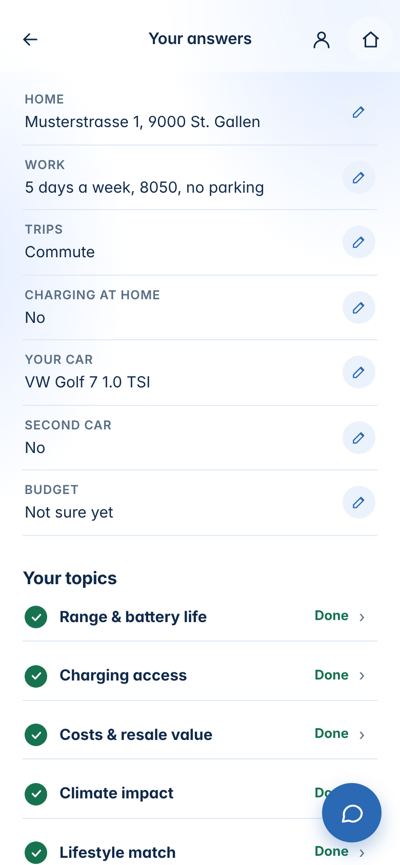 Your answers
HOME
Musterstrasse 1, 9000 St. Gallen
WORK
5 days a week, 8050, no parking
TRIPS
Commute
CHARGING AT HOME
No
YOUR CAR
VW Golf 7 1.0 TSI
SECOND CAR
No
BUDGET
Not sure yet
Your topics
Range & battery life Done
Charging access Done
Costs & resale value Done
Climate impact
Lifestyle match Done